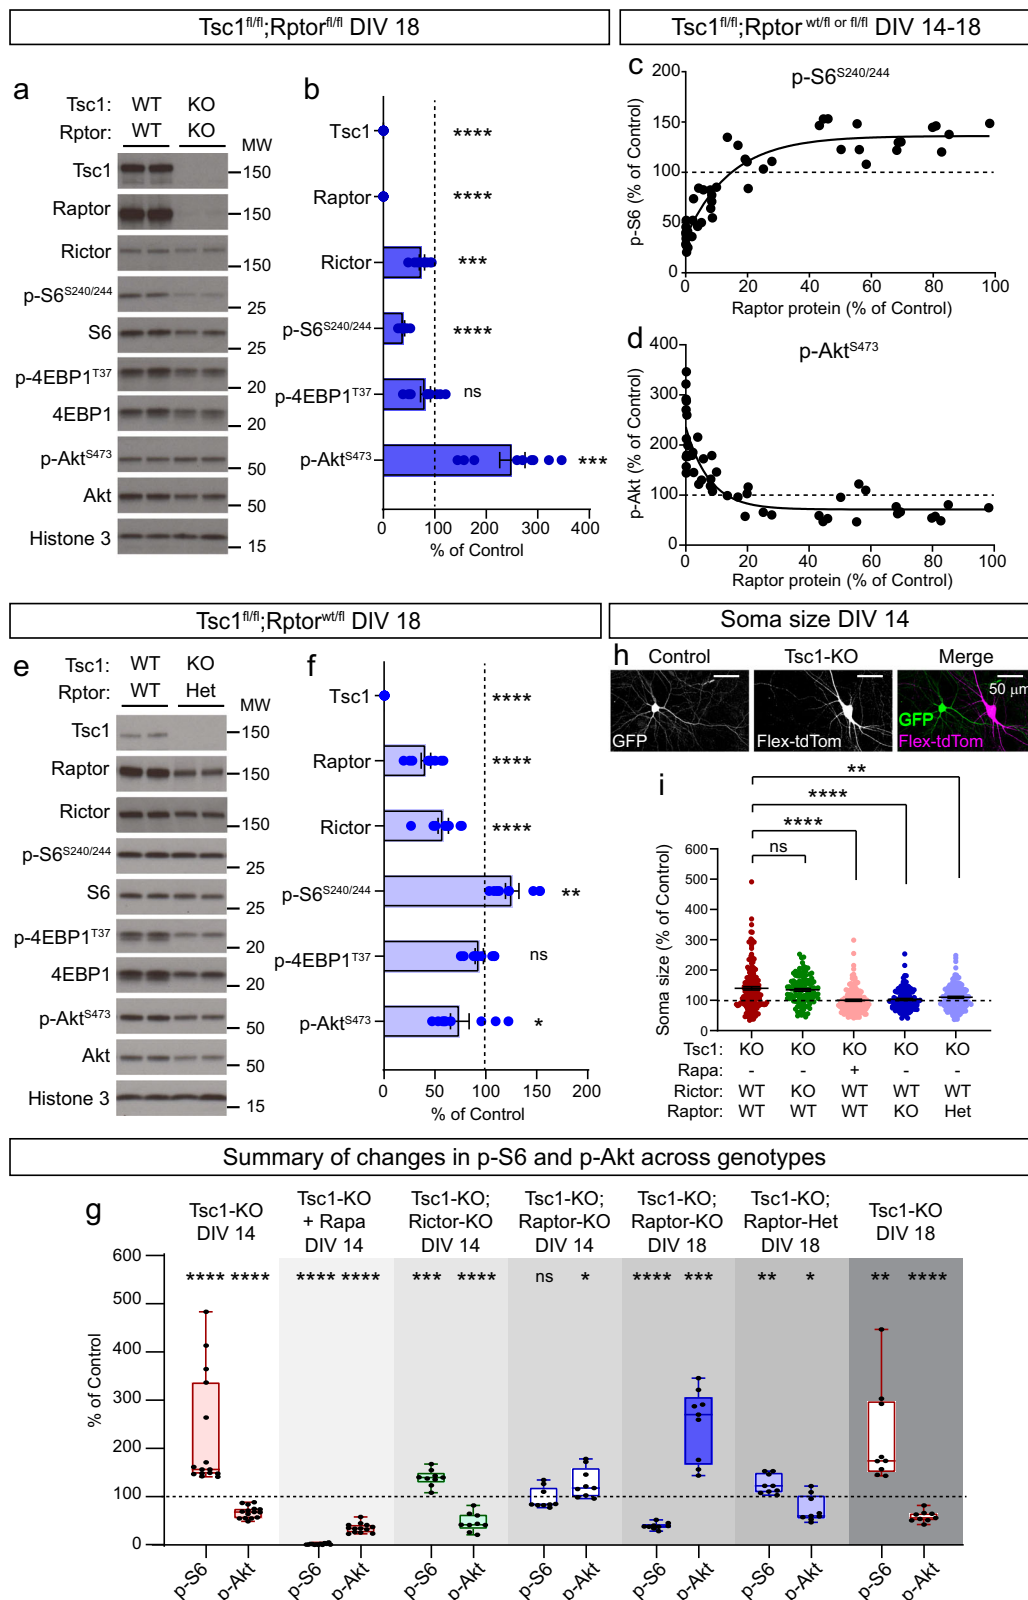 Tsc1fl/fl;Rptorfl/fl DIV 18
Tsc1fl/fl;Rptor wt/fl or fl/fl DIV 14-18
a
Tsc1: WT KO
Rptor: WT KO
MW
Tsc1 150
Raptor 150
Rictor 150
p-S6S240/244 25
S6 25
p-4EBP1T37 20
4EBP1 20
p-AktS473 50
Akt 50
Histone 3 15
b
Tsc1 ****
Raptor ****
Rictor ***
p-S6S240/244 ****
p-4EBP1T37 ns
p-AktS473 ***
0 100 200 300 400
% of Control
c
p-S6S240/244
p-S6 (% of Control)
200
150
100
50
0
0 20 40 60 80 100
Raptor protein (% of Control)
d
p-AktS473
p-Akt (% of Control)
400
300
200
100
0
0 20 40 60 80 100
Raptor protein (% of Control)
Tsc1fl/fl;Rptorwt/fl DIV 18
Soma size DIV 14
e
Tsc1: WT KO
Rptor: WT Het
MW
Tsc1 150
Raptor 150
Rictor 150
p-S6S240/244 25
S6 25
p-4EBP1T37 20
4EBP1 20
p-AktS473 50
Akt 50
Histone 3 15
f
Tsc1 ****
Raptor ****
Rictor ****
p-S6S240/244 **
p-4EBP1T37 ns
p-AktS473 *
0 50 100 150 200
% of Control
h
Control Tsc1-KO Merge
50 µm
GFP
GFP Flex-tdTom Flex-tdTom
i
**
****
****
ns
Soma size (% of Control)
600
500
400
300
200
100
0
Tsc1: KO KO KO KO KO
Rapa: - - + - -
Rictor: WT KO WT WT WT
Raptor: WT WT WT KO Het
Summary of changes in p-S6 and p-Akt across genotypes
g
Tsc1-KO DIV 14
Tsc1-KO + Rapa DIV 14
Tsc1-KO; Rictor-KO DIV 14
Tsc1-KO; Raptor-KO DIV 14
Tsc1-KO; Raptor-KO DIV 18
Tsc1-KO; Raptor-Het DIV 18
Tsc1-KO DIV 18
**** **** **** **** *** **** ns * **** *** ** * ** ****
% of Control
600
500
400
300
200
100
0
p-S6 p-Akt p-S6 p-Akt p-S6 p-Akt p-S6 p-Akt p-S6 p-Akt p-S6 p-Akt p-S6 p-Akt